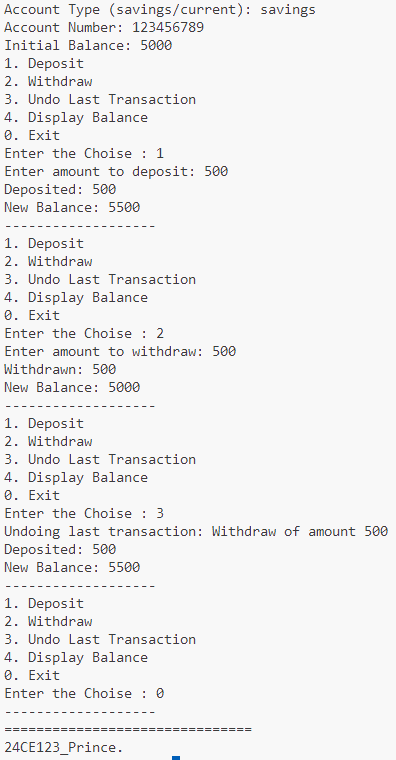 Account Type (savings/current): savings
Account Number: 123456789
Initial Balance: 5000
1. Deposit
2. Withdraw
3. Undo Last Transaction
4. Display Balance
0. Exit
Enter the Choise : 1
Enter amount to deposit: 500
Deposited: 500
New Balance: 5500
-------------------
1. Deposit
2. Withdraw
3. Undo Last Transaction
4. Display Balance
0. Exit
Enter the Choise : 2
Enter amount to withdraw: 500
Withdrawn: 500
New Balance: 5000
-------------------
1. Deposit
2. Withdraw
3. Undo Last Transaction
4. Display Balance
0. Exit
Enter the Choise : 3
Undoing last transaction: Withdraw of amount 500
Deposited: 500
New Balance: 5500
-------------------
1. Deposit
2. Withdraw
3. Undo Last Transaction
4. Display Balance
0. Exit
Enter the Choise : 0
-------------------
===============================
24CE123_Prince.